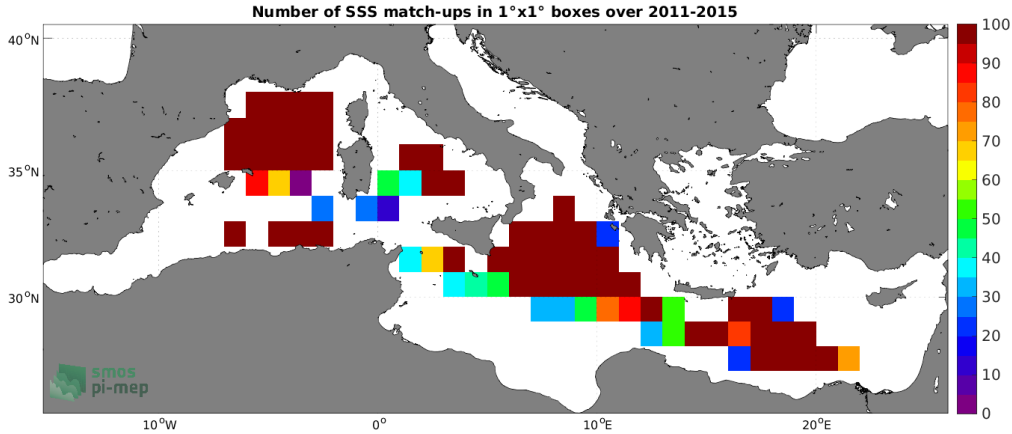 Number of SSS match-ups in 1°x1° boxes over 2011-2015
40°N
35°N
30°N
10°W
0°
10°E
20°E
100
90
80
70
60
50
40
30
20
10
0
smos
pi-mep